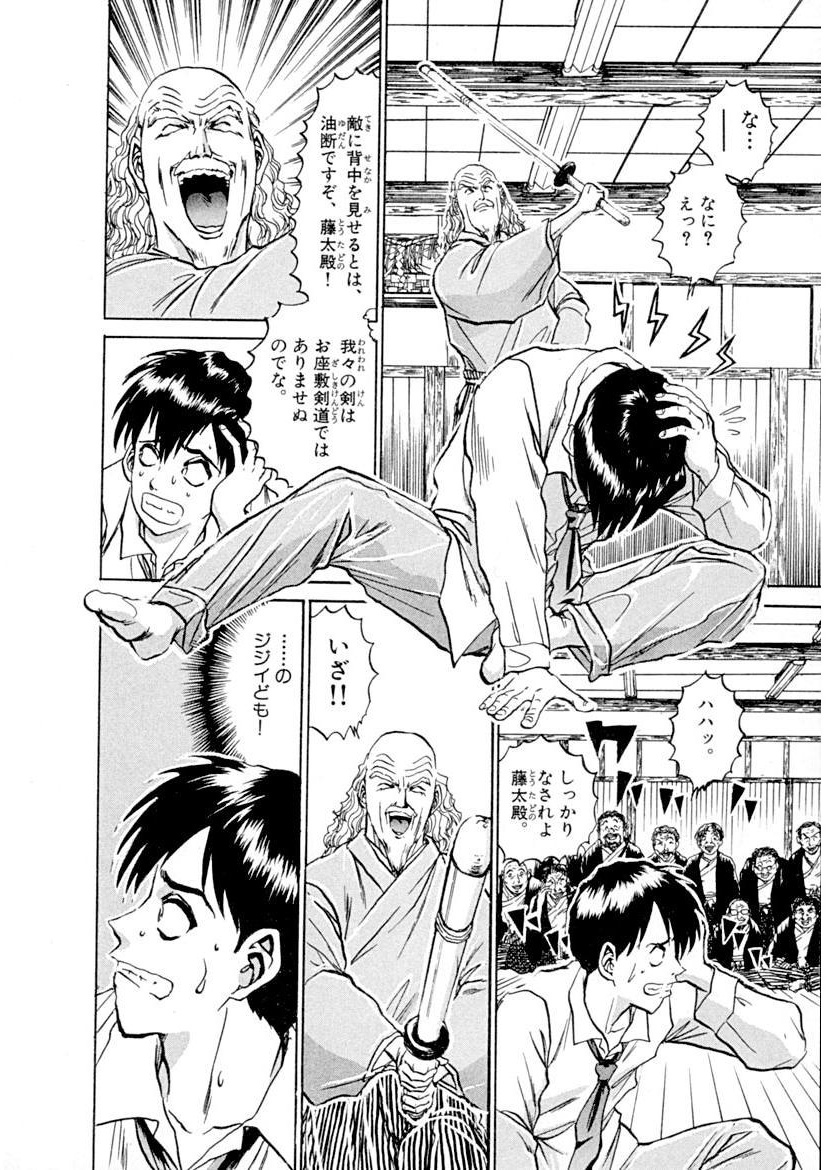 な…
――
なに?
えっ?
敵に背中を見せるとは、
油断ですぞ、藤太殿!
我々の剣は
お座敷剣道では
ありませぬ
のでな。
ハハッ。
しっかり
なされよ
藤太殿。
いざ!!
……の
ジジイども!